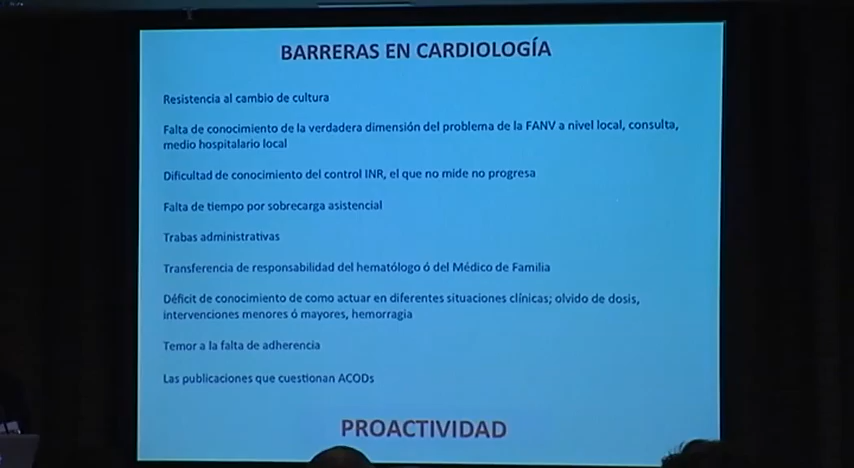 BARRERAS EN CARDIOLOGÍA
Resistencia al cambio de cultura
Falta de conocimiento de la verdadera dimensión del problema de la FANV a nivel local, consulta,
medio hospitalario local
Dificultad de conocimiento del control INR, el que no mide no progresa
Falta de tiempo por sobrecarga asistencial
Trabas administrativas
Transferencia de responsabilidad del hematólogo ó del Médico de Familia
Déficit de conocimiento de como actuar en diferentes situaciones clínicas; olvido de dosis,
intervenciones menores ó mayores, hemorragia
Temor a la falta de adherencia
Las publicaciones que cuestionan ACODs
PROACTIVIDAD